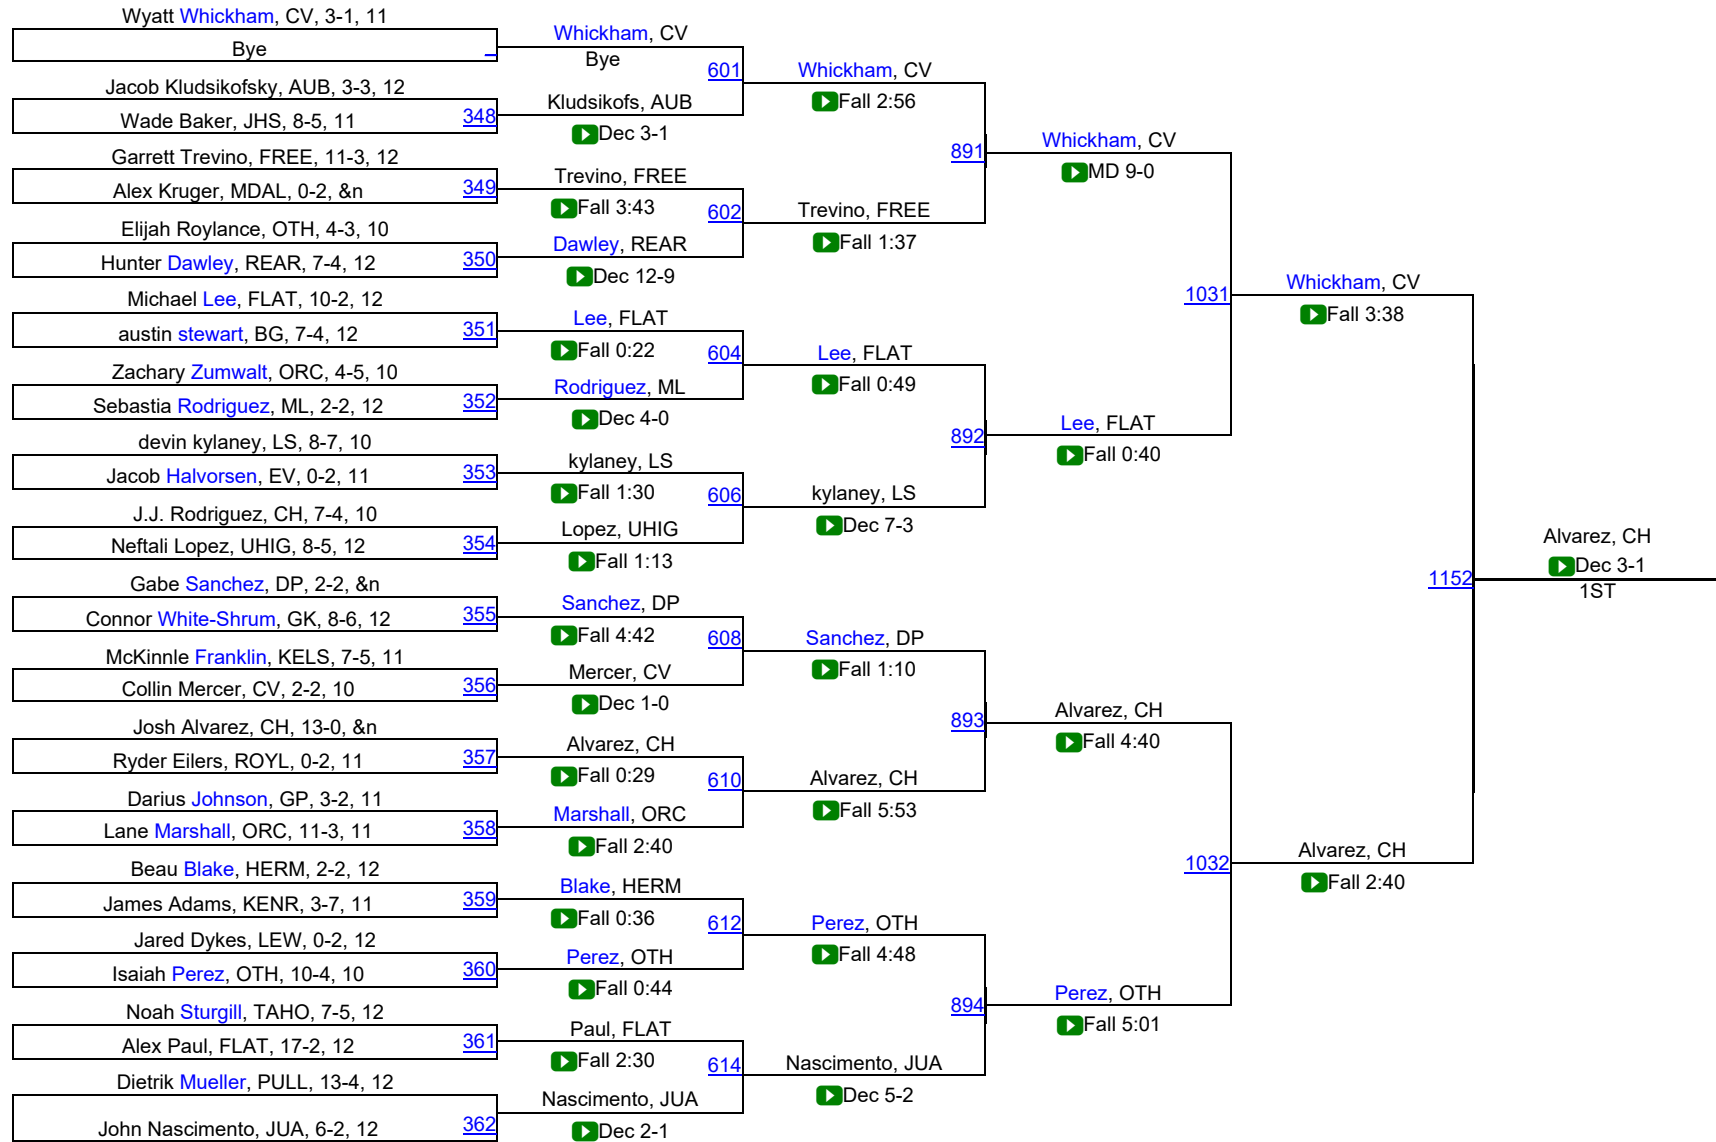 Wyatt Whickham, CV, 3-1, 11
Bye
Jacob Kludsikofsky, AUB, 3-3, 12
Wade Baker, JHS, 8-5, 11
348
Garrett Trevino, FREE, 11-3, 12
Alex Kruger, MDAL, 0-2, &n
349
Elijah Roylance, OTH, 4-3, 10
Hunter Dawley, REAR, 7-4, 12
350
Michael Lee, FLAT, 10-2, 12
austin stewart, BG, 7-4, 12
351
Zachary Zumwalt, ORC, 4-5, 10
Sebastia Rodriguez, ML, 2-2, 12
352
devin kylaney, LS, 8-7, 10
Jacob Halvorsen, EV, 0-2, 11
353
J.J. Rodriguez, CH, 7-4, 10
Neftali Lopez, UHIG, 8-5, 12
354
Gabe Sanchez, DP, 2-2, &n
Connor White-Shrum, GK, 8-6, 12
355
McKinnle Franklin, KELS, 7-5, 11
Collin Mercer, CV, 2-2, 10
356
Josh Alvarez, CH, 13-0, &n
Ryder Eilers, ROYL, 0-2, 11
357
Darius Johnson, GP, 3-2, 11
Lane Marshall, ORC, 11-3, 11
358
Beau Blake, HERM, 2-2, 12
James Adams, KENR, 3-7, 11
359
Jared Dykes, LEW, 0-2, 12
Isaiah Perez, OTH, 10-4, 10
360
Noah Sturgill, TAHO, 7-5, 12
Alex Paul, FLAT, 17-2, 12
361
Dietrik Mueller, PULL, 13-4, 12
John Nascimento, JUA, 6-2, 12
362
Whickham, CV
Bye
601
Kludsikofs, AUB
Dec 3-1
Trevino, FREE
Fall 3:43
602
Dawley, REAR
Dec 12-9
Lee, FLAT
Fall 0:22
604
Rodriguez, ML
Dec 4-0
kylaney, LS
Fall 1:30
606
Lopez, UHIG
Fall 1:13
Sanchez, DP
Fall 4:42
608
Mercer, CV
Dec 1-0
Alvarez, CH
Fall 0:29
610
Marshall, ORC
Fall 2:40
Blake, HERM
Fall 0:36
612
Perez, OTH
Fall 0:44
Paul, FLAT
Fall 2:30
614
Nascimento, JUA
Dec 2-1
Whickham, CV
Fall 2:56
891
Trevino, FREE
Fall 1:37
Lee, FLAT
Fall 0:49
892
kylaney, LS
Dec 7-3
Sanchez, DP
Fall 1:10
893
Alvarez, CH
Fall 5:53
Perez, OTH
Fall 4:48
894
Nascimento, JUA
Dec 5-2
Whickham, CV
MD 9-0
1031
Lee, FLAT
Fall 0:40
Alvarez, CH
Fall 4:40
1032
Perez, OTH
Fall 5:01
Whickham, CV
Fall 3:38
1152
Alvarez, CH
Fall 2:40
Alvarez, CH
Dec 3-1
1ST